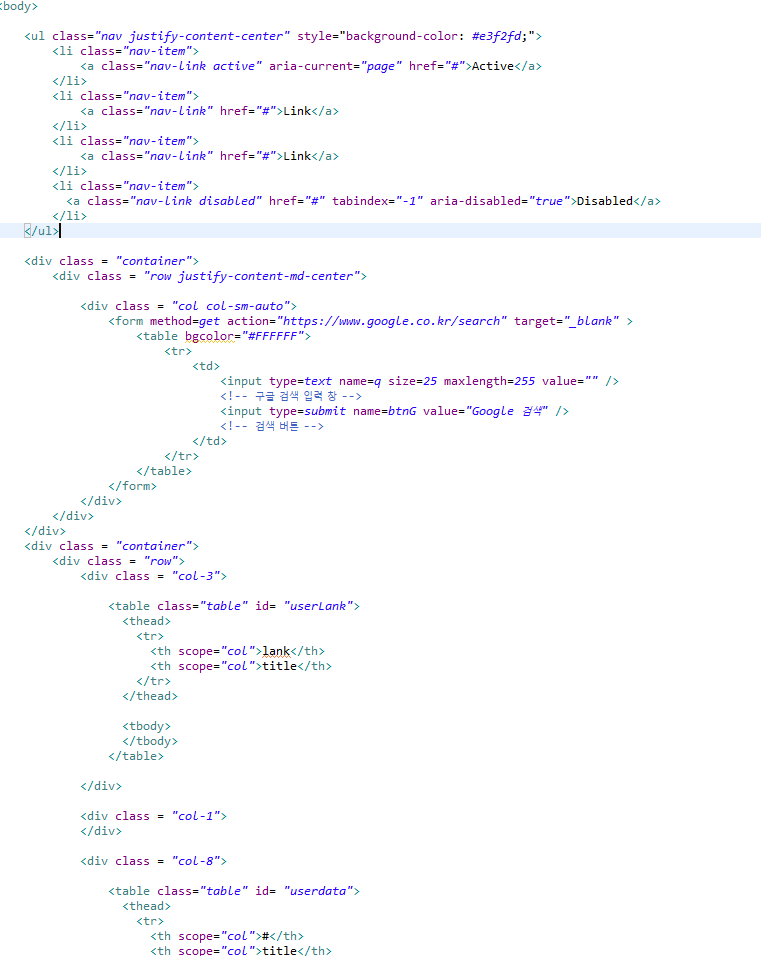 <body>
<ul class="nav justify-content-center" style="background-color: #e3f2fd;">
<li class="nav-item">
<a class="nav-link active" aria-current="page" href="#">Active</a>
</li>
<li class="nav-item">
<a class="nav-link" href="#">Link</a>
</li>
<li class="nav-item">
<a class="nav-link" href="#">Link</a>
</li>
<li class="nav-item">
<a class="nav-link disabled" href="#" tabindex="-1" aria-disabled="true">Disabled</a>
</li>
</ul>
<div class = "container">
<div class = "row justify-content-md-center">
<div class = "col col-sm-auto">
<form method=get action="https://www.google.co.kr/search" target="_blank" >
<table bgcolor="#FFFFFF">
<tr>
<td>
<input type=text name=q size=25 maxlength=255 value="" />
<!-- 구글 검색 입력 창 -->
<input type=submit name=btnG value="Google 검색" />
<!-- 검색 버튼 -->
</td>
</tr>
</table>
</form>
</div>
</div>
</div>
<div class = "container">
<div class = "row">
<div class = "col-3">
<table class="table" id= "userLank">
<thead>
<tr>
<th scope="col">lank</th>
<th scope="col">title</th>
</tr>
</thead>
<tbody>
</tbody>
</table>
</div>
<div class = "col-1">
</div>
<div class = "col-8">
<table class="table" id= "userdata">
<thead>
<tr>
<th scope="col">#</th>
<th scope="col">title</th>